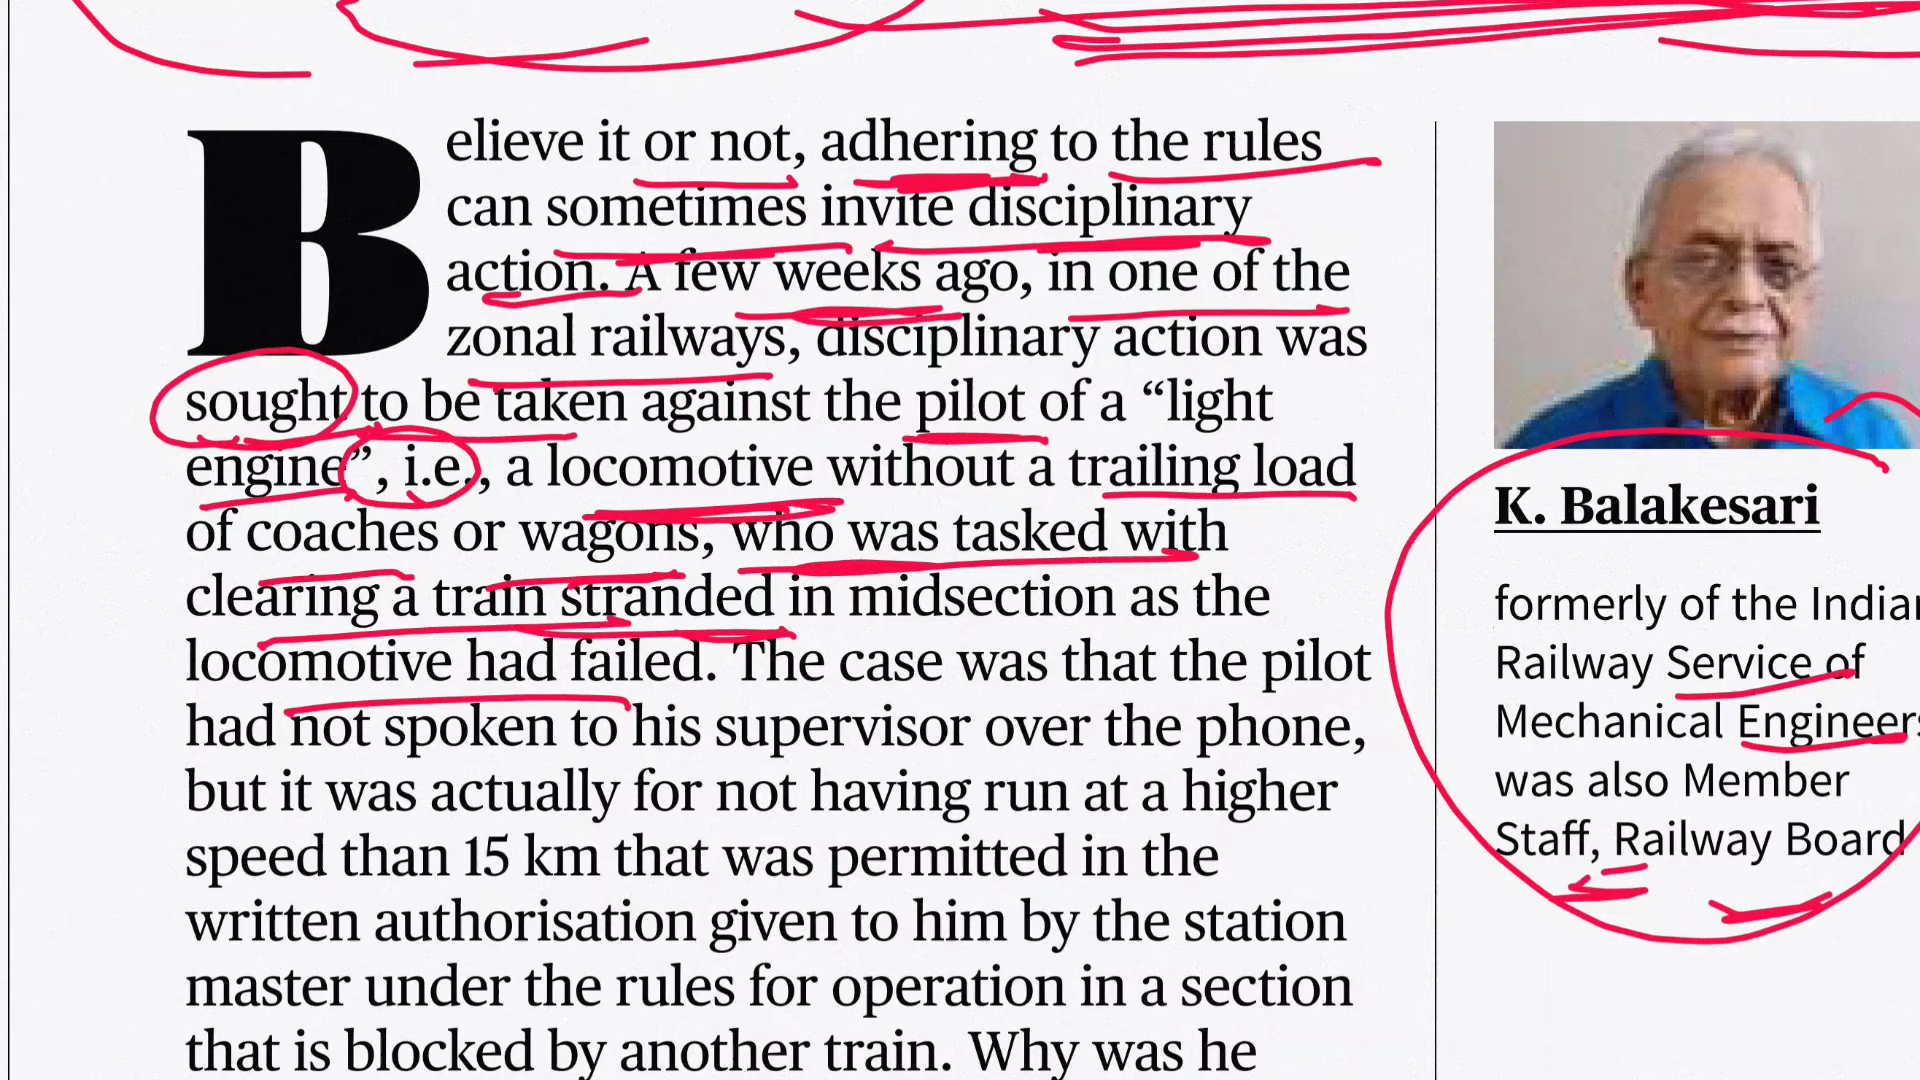 Believe it or not, adhering to the rules
can sometimes invite disciplinary
action. A few weeks ago, in one of the
zonal railways, disciplinary action was
sought to be taken against the pilot of a “light
engine”, i.e., a locomotive without a trailing load
of coaches or wagons, who was tasked with
clearing a train stranded in midsection as the
locomotive had failed. The case was that the pilot
had not spoken to his supervisor over the phone,
but it was actually for not having run at a higher
speed than 15 km that was permitted in the
written authorisation given to him by the station
master under the rules for operation in a section
that is blocked by another train. Why was he
K. Balakesari
formerly of the Indian
Railway Service of
Mechanical Engineers
was also Member
Staff, Railway Board